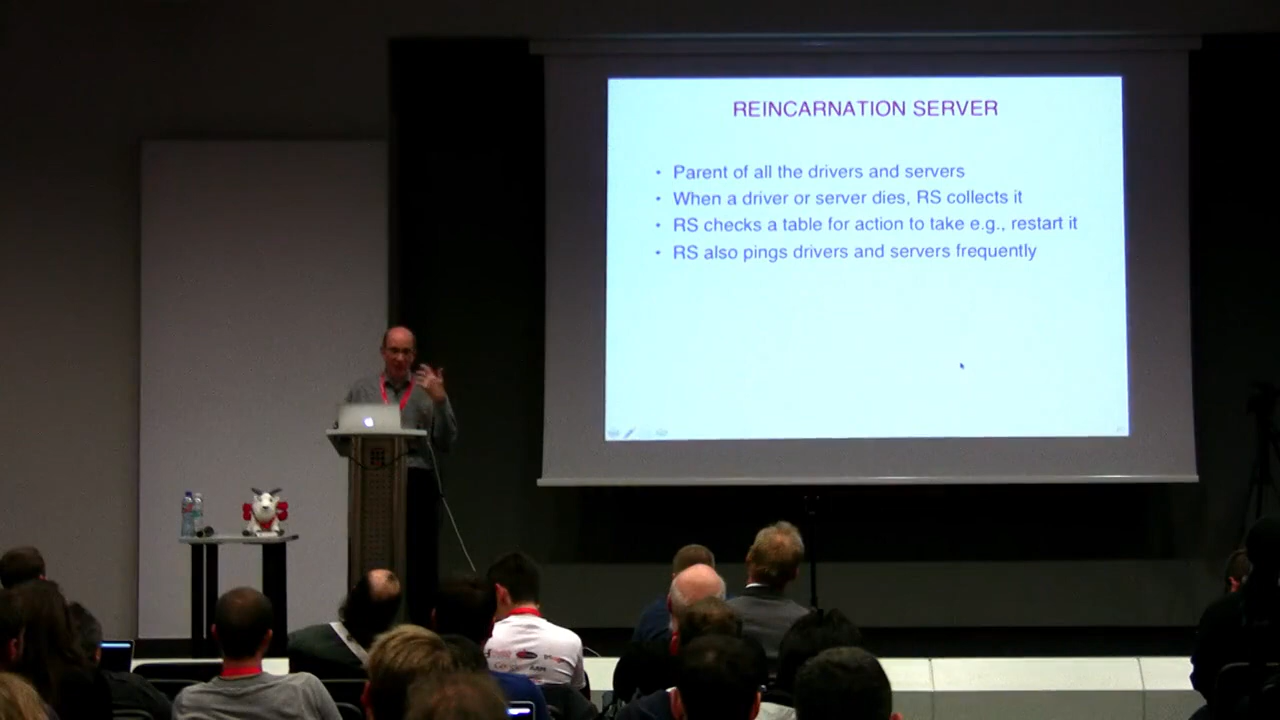 REINCARNATION SERVER
• Parent of all the drivers and servers
• When a driver or server dies, RS collects it
• RS checks a table for action to take e.g., restart it
• RS also pings drivers and servers frequently